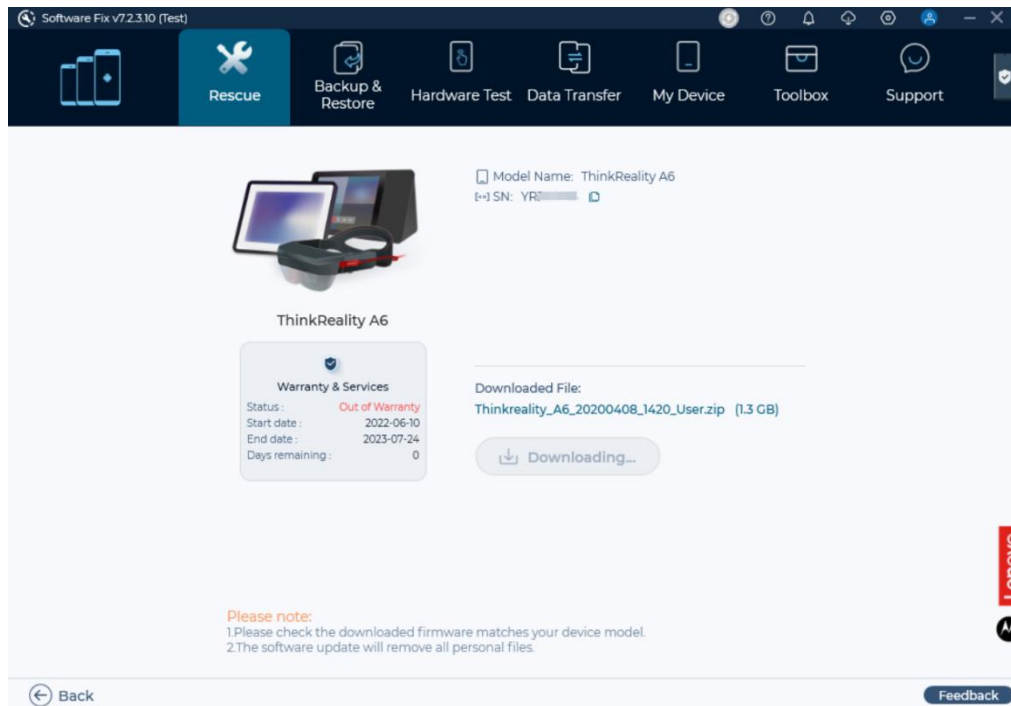 Software Fix v7.2.3.10 (Test)
Rescue
Backup &
Restore
Hardware Test
Data Transfer
My Device
Toolbox
Support
Model Name: ThinkReality A6
SN: YR
ThinkReality A6
Warranty & Services
Status : Out of Warranty
Start date : 2022-06-10
End date : 2023-07-24
Days remaining : 0
Downloaded File:
Thinkreality_A6_20200408_1420_User.zip (1.3 GB)
Downloading...
Lenovo
Please note:
1.Please check the downloaded firmware matches your device model.
2.The software update will remove all personal files.
Back
Feedback